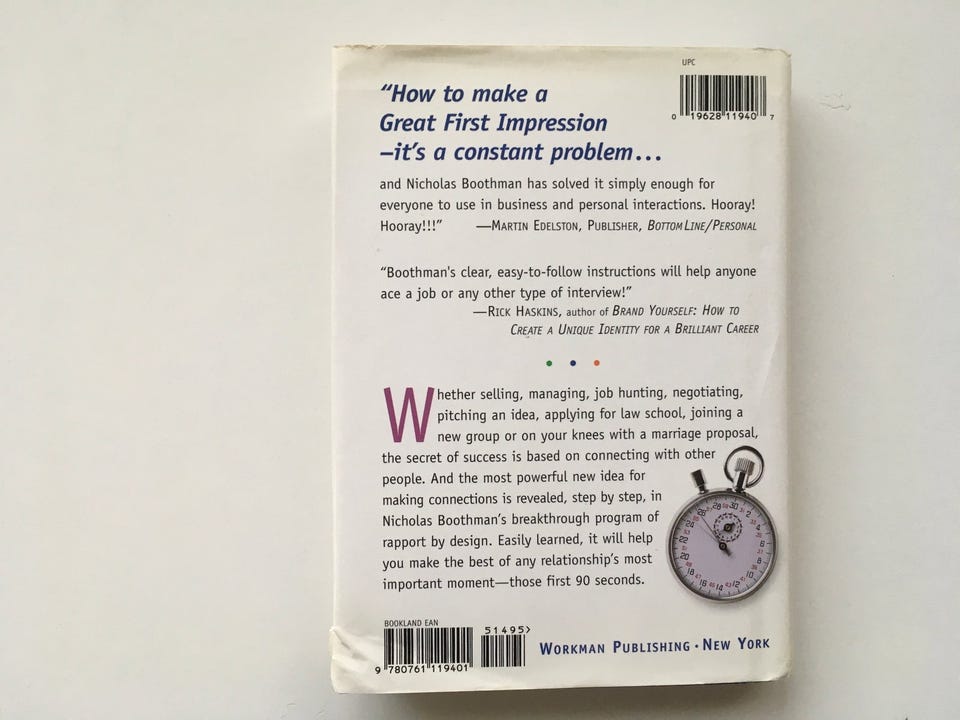 UPC
0 19628 11940 7
“How to make a
Great First Impression
–it’s a constant problem...
and Nicholas Boothman has solved it simply enough for
everyone to use in business and personal interactions. Hooray!
Hooray!!!” —MARTIN EDELSTON, PUBLISHER, BOTTOM LINE/PERSONAL
“Boothman's clear, easy-to-follow instructions will help anyone
ace a job or any other type of interview!”
—RICK HASKINS, author of BRAND YOURSELF: HOW TO
CREATE A UNIQUE IDENTITY FOR A BRILLIANT CAREER
Whether selling, managing, job hunting, negotiating,
pitching an idea, applying for law school, joining a
new group or on your knees with a marriage proposal,
the secret of success is based on connecting with other
people. And the most powerful new idea for
making connections is revealed, step by step, in
Nicholas Boothman’s breakthrough program of
rapport by design. Easily learned, it will help
you make the best of any relationship’s most
important moment—those first 90 seconds.
BOOKLAND EAN
51495>
9 780761 119401
WORKMAN PUBLISHING • NEW YORK